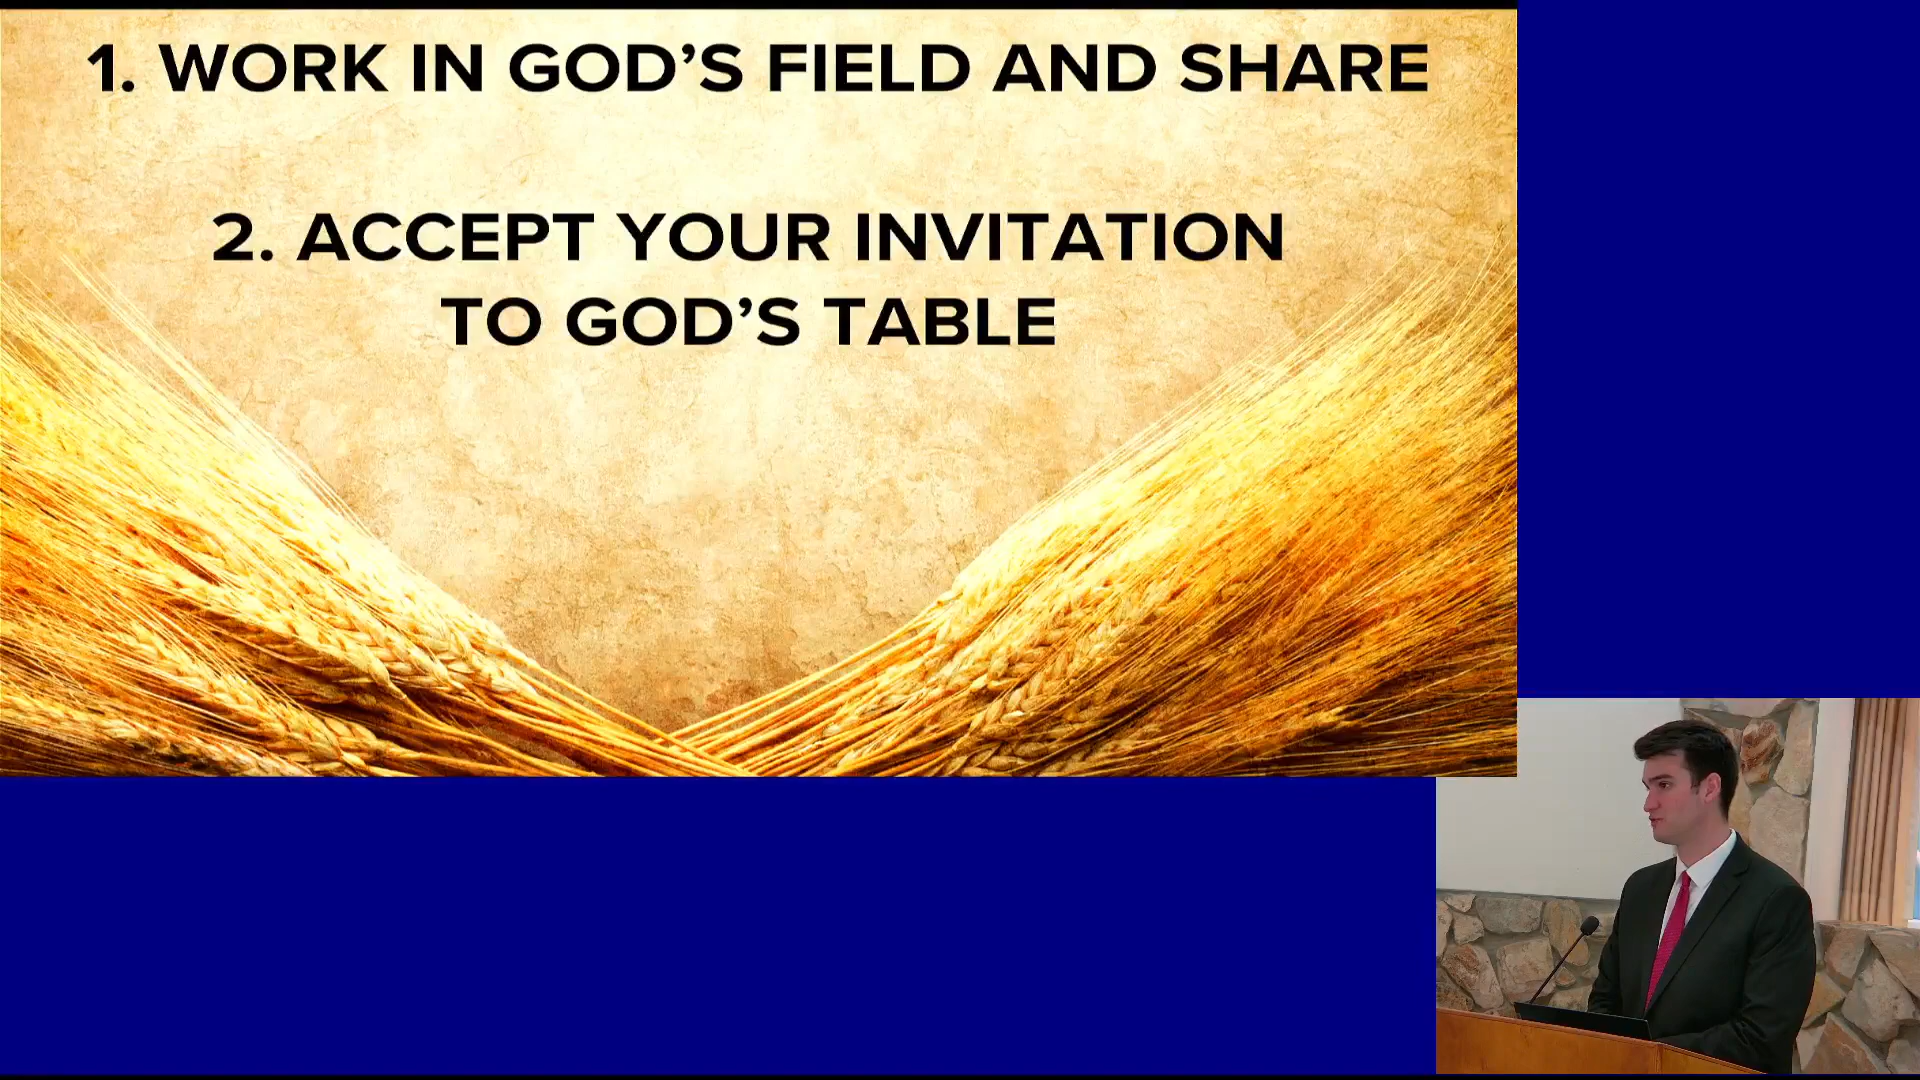 1. WORK IN GOD’S FIELD AND SHARE
2. ACCEPT YOUR INVITATION
TO GOD’S TABLE